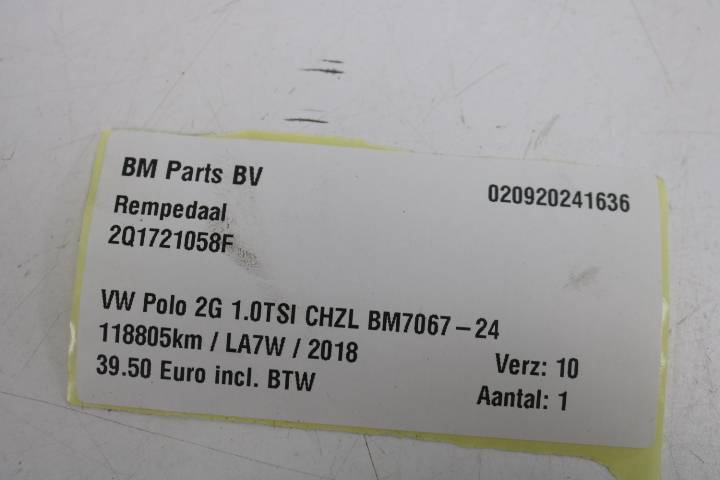 BM Parts BV
020920241636
Rempedaal
2Q1721058F
VW Polo 2G 1.0TSI CHZL BM7067-24
118805km / LA7W / 2018
Verz: 10
39.50 Euro incl. BTW
Aantal: 1